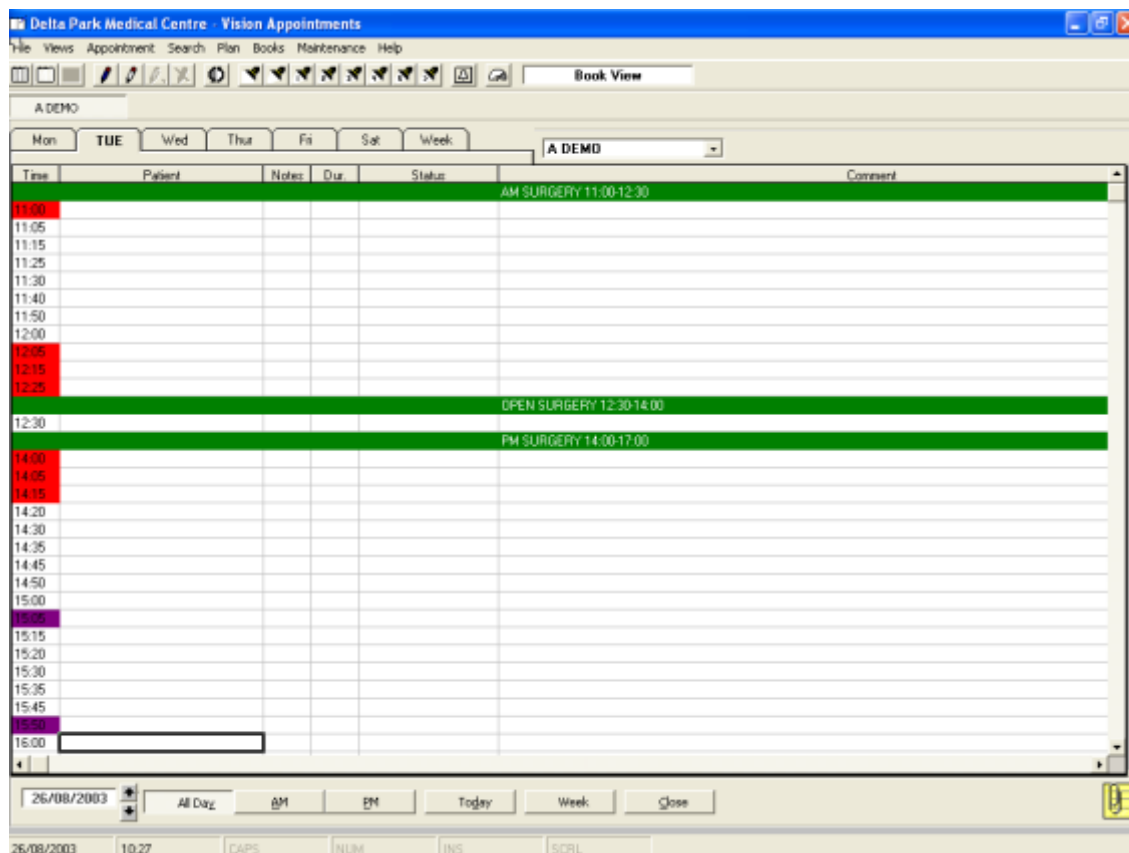 Delta Park Medical Centre - Vision Appointments
File Views Appointment Search Plan Books Maintenance Help
Book View
A DEMO
Mon TUE Wed Thur Fri Sat Week A DEMO
Time Patient Notes Dur. Status Comment
AM SURGERY 11:00-12:30
11:00
11:05
11:15
11:25
11:30
11:40
11:50
12:00
12:05
12:15
12:25
OPEN SURGERY 12:30-14:00
12:30
PM SURGERY 14:00-17:00
14:00
14:05
14:15
14:20
14:30
14:35
14:45
14:50
15:00
15:05
15:15
15:20
15:30
15:35
15:45
15:50
16:00
26/08/2003 All Day AM PM Today Week Close
26/08/2003 10:27 CAPS NUM INS SCRL